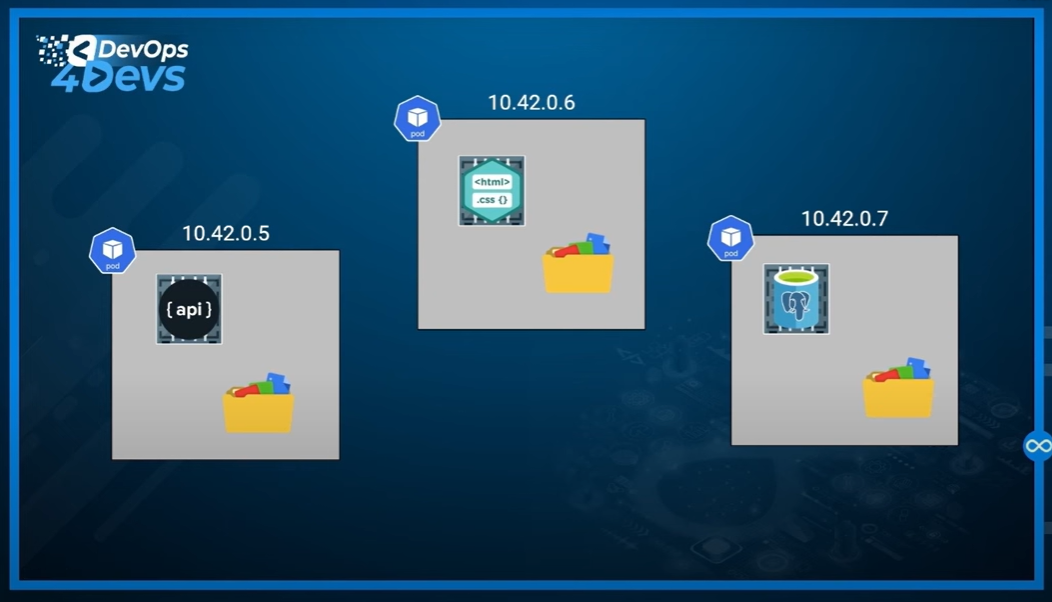 DevOps
4Devs
10.42.0.6
pod
<html>
.css {}
10.42.0.5
pod
{ api }
10.42.0.7
pod